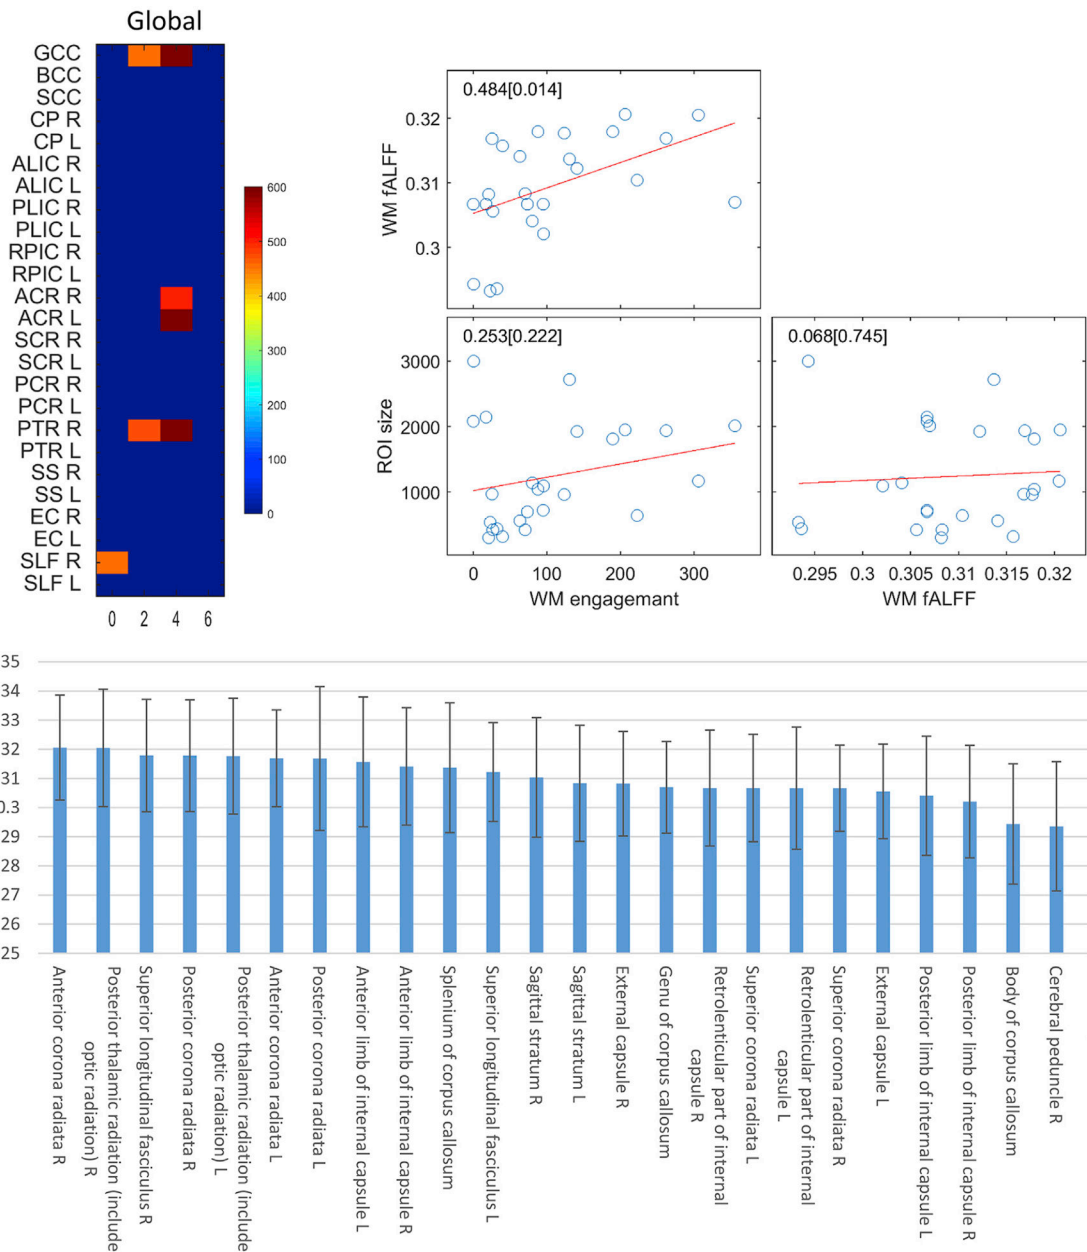 Global
GCC
BCC
SCC
CP R
CP L
ALIC R
ALIC L
PLIC R
PLIC L
RPIC R
RPIC L
ACR R
ACR L
SCR R
SCR L
PCR R
PCR L
PTR R
PTR L
SS R
SS L
EC R
EC L
SLF R
SLF L
0 2 4 6
600
500
400
300
200
100
0
0.484[0.014]
WM fALFF
0.32
0.31
0.3
0.253[0.222]
ROI size
3000
2000
1000
0 100 200 300
WM engagemant
0.068[0.745]
0.295 0.3 0.305 0.31 0.315 0.32
WM fALFF
35
34
33
32
31
0.3
29
28
27
26
25
Anterior corona radiata R
Posterior thalamic radiation (include
optic radiation) R
Superior longitudinal fasciculus R
Posterior corona radiata R
Posterior thalamic radiation (include
optic radiation) L
Anterior corona radiata L
Posterior corona radiata L
Anterior limb of internal capsule L
Anterior limb of internal capsule R
Splenium of corpus callosum
Superior longitudinal fasciculus L
Sagittal stratum R
Sagittal stratum L
External capsule R
Genu of corpus callosum
Retrolenticular part of internal
capsule R
Superior corona radiata L
Retrolenticular part of internal
capsule L
Superior corona radiata R
External capsule L
Posterior limb of internal capsule L
Posterior limb of internal capsule R
Body of corpus callosum
Cerebral peduncle R